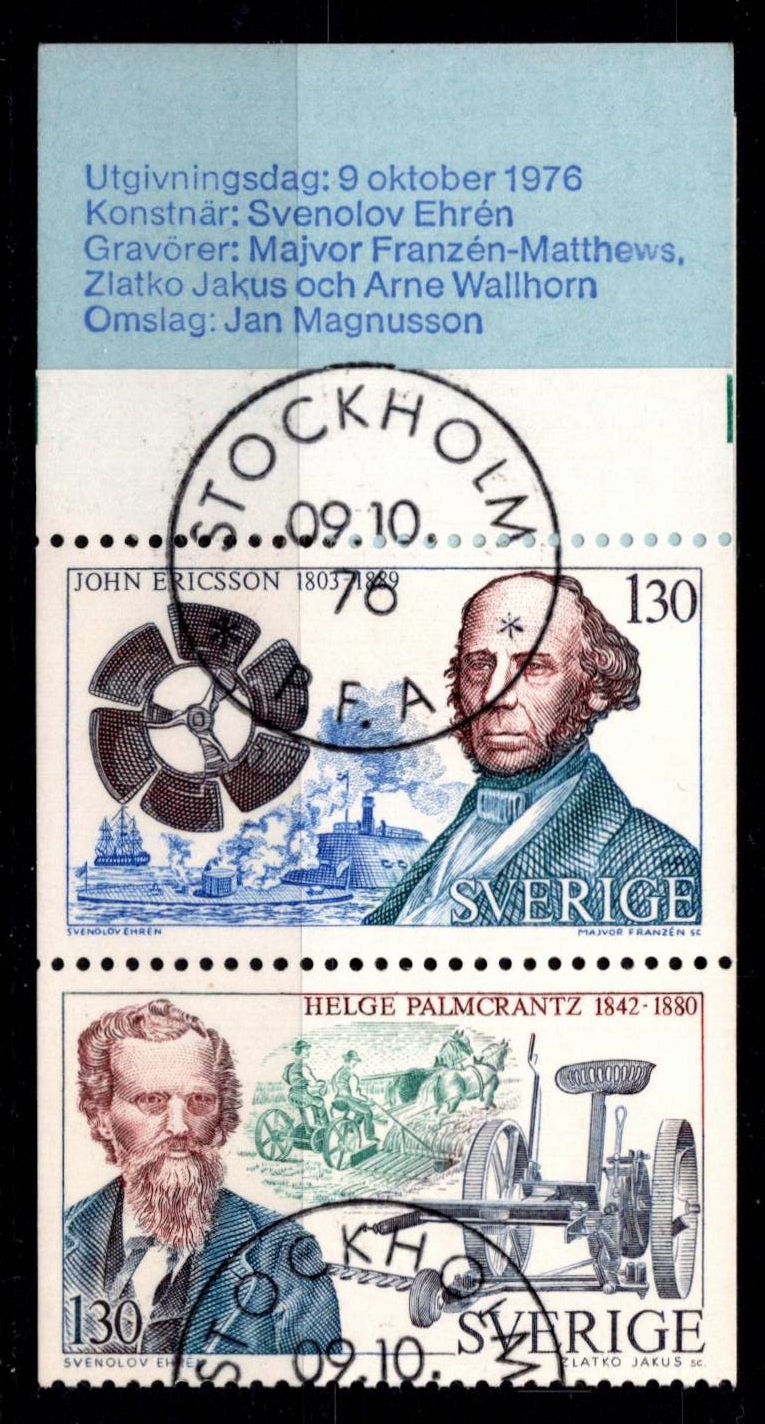 Utgivningsdag: 9 oktober 1976
Konstnär: Svenolov Ehrén
Gravörer: Majvor Franzén-Matthews,
Zlatko Jakus och Arne Wallhorn
Omslag: Jan Magnusson
STOCKHOLM
09.10.
76
* P.F.A *
JOHN ERICSSON 1803-1889
130
SVERIGE
SVENOLOV EHRÉN
MAJVOR FRANZÉN SC
HELGE PALMCRANTZ 1842-1880
130
SVERIGE
SVENOLOV EHRÉN
ZLATKO JAKUS SC.
STOCKHOLM
09.10.